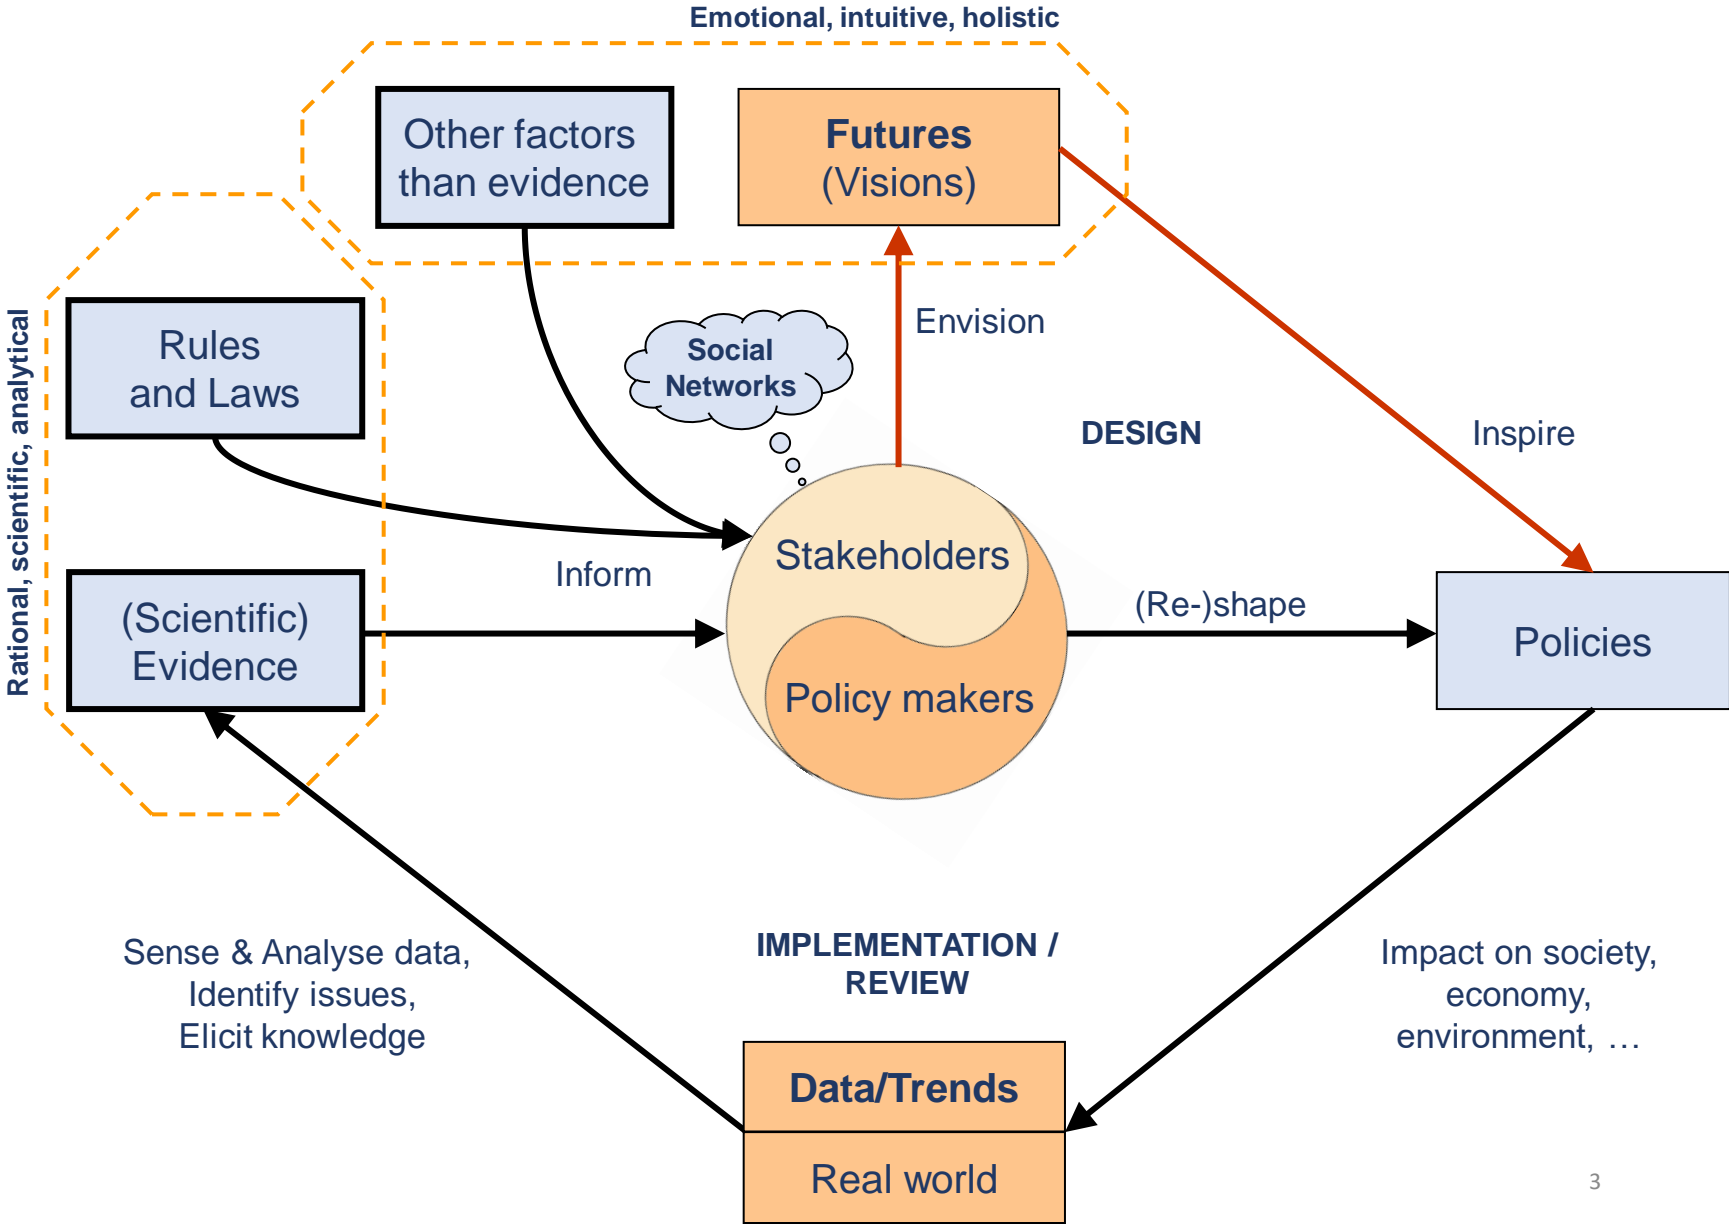 Emotional, intuitive, holistic
Other factors
than evidence
Futures
(Visions)
Rational, scientific, analytical
Rules
and Laws
Social
Networks
Envision
DESIGN
Inspire
Stakeholders
Inform
(Scientific)
Evidence
(Re-)shape
Policies
Policy makers
Sense & Analyse data,
Identify issues,
Elicit knowledge
IMPLEMENTATION /
REVIEW
Impact on society,
economy,
environment, …
Data/Trends
Real world
3